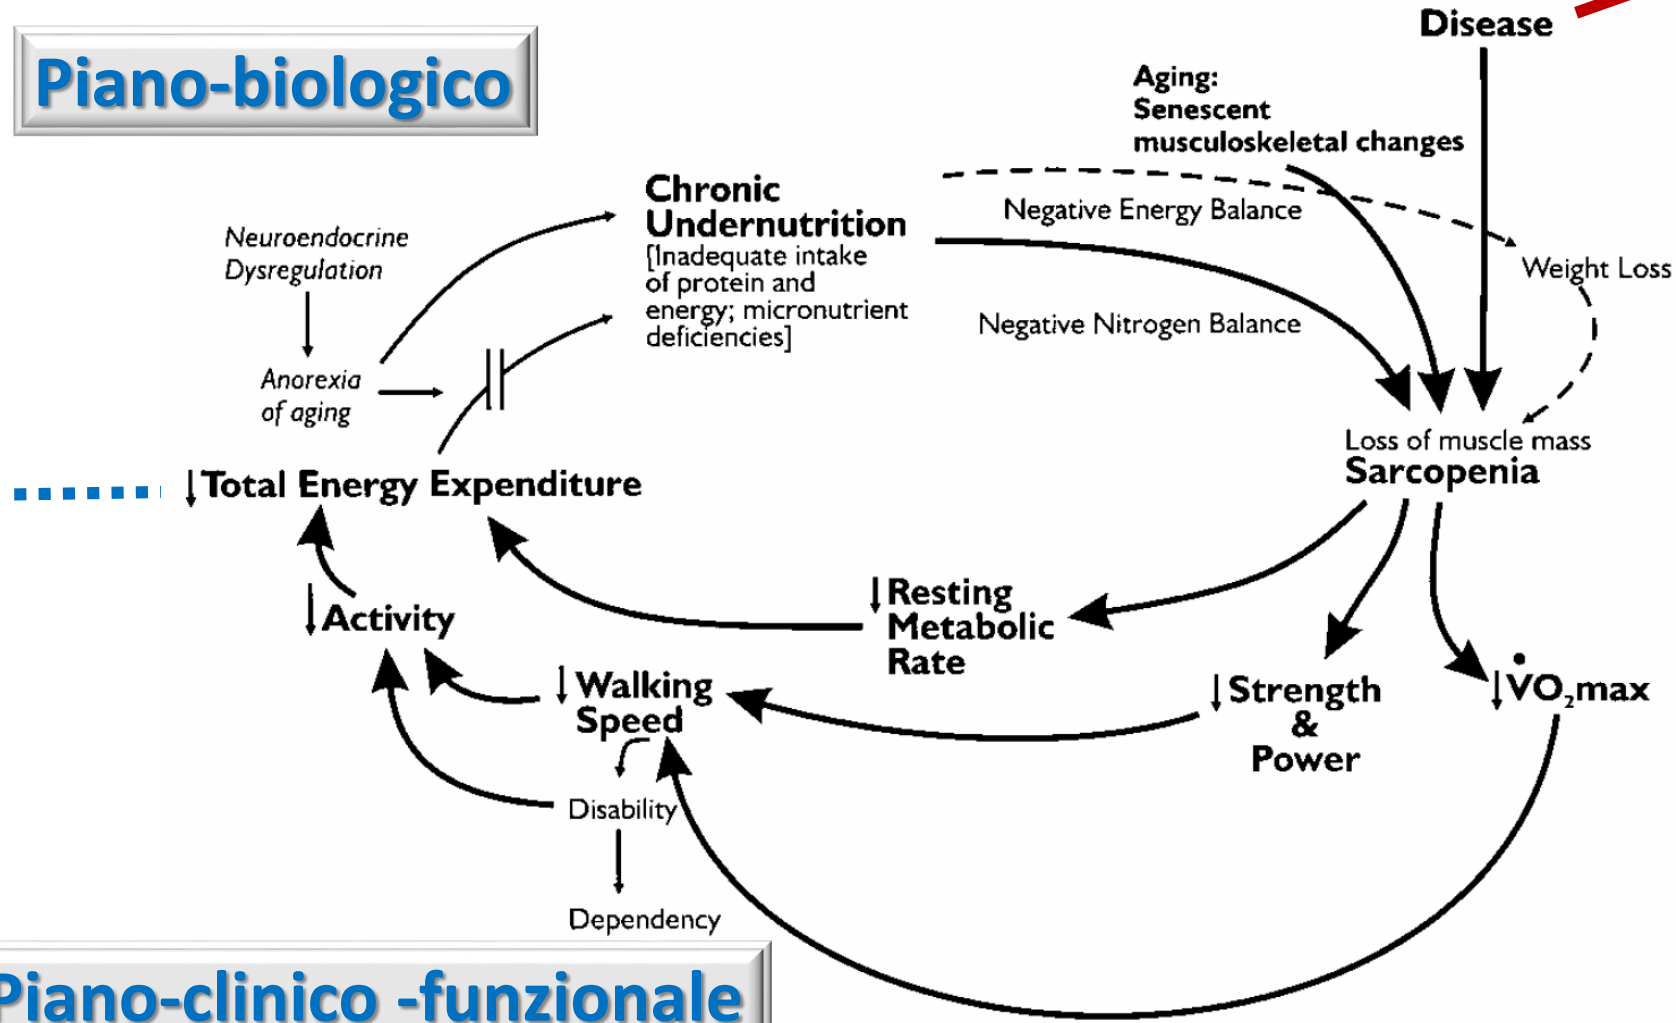 Disease
Piano-biologico
Aging:
Senescent
musculoskeletal changes
Chronic
Undernutrition
[Inadequate intake
of protein and
energy; micronutrient
deficiencies]
Negative Energy Balance
Neuroendocrine
Dysregulation
Weight Loss
Negative Nitrogen Balance
Anorexia
of aging
Loss of muscle mass
Sarcopenia
↓Total Energy Expenditure
↓Resting
Metabolic
Rate
↓Activity
↓Walking
Speed
↓Strength
&
Power
↓V̇O₂max
Disability
Dependency
Piano-clinico -funzionale